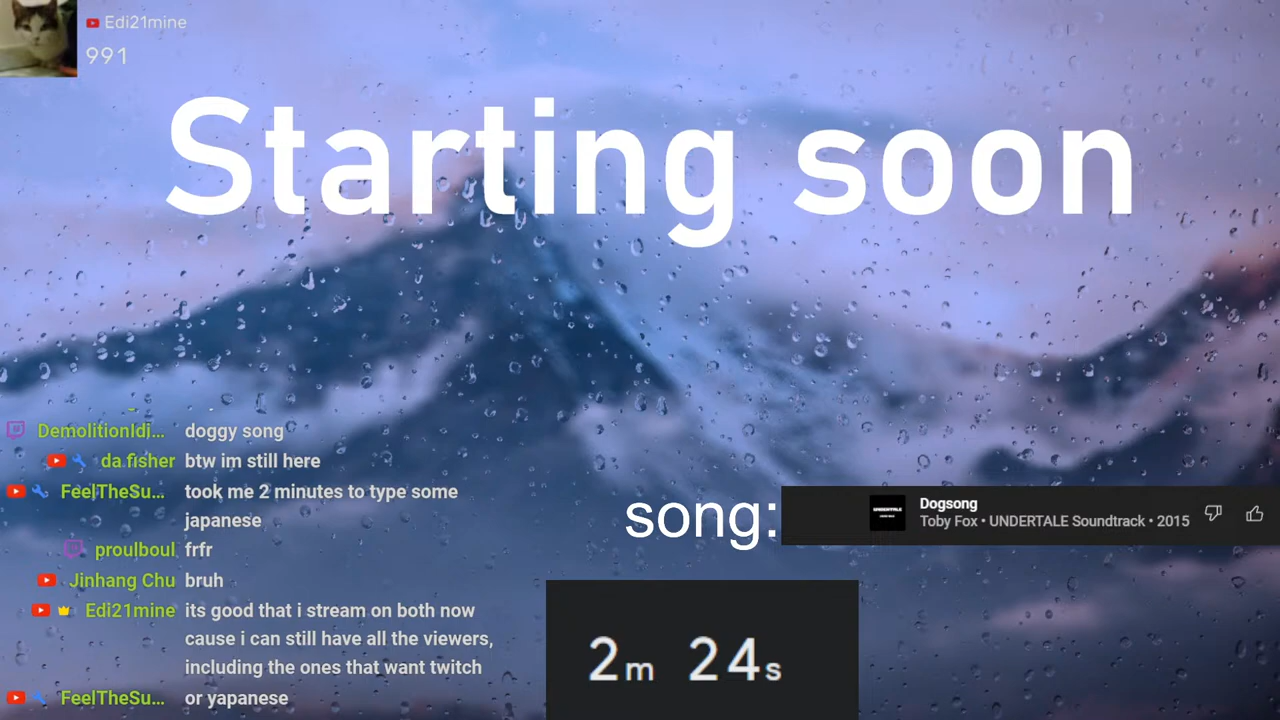 Edi21mine
991
Starting soon
DemolitionIdj... doggy song
da fisher btw im still here
FeelTheSu... took me 2 minutes to type some
japanese
proulboul frfr
Jinhang Chu bruh
Edi21mine its good that i stream on both now
cause i can still have all the viewers,
including the ones that want twitch
FeelTheSu... or yapanese
song:
Dogsong
Toby Fox • UNDERTALE Soundtrack • 2015
UNDERTALE
2m 24s